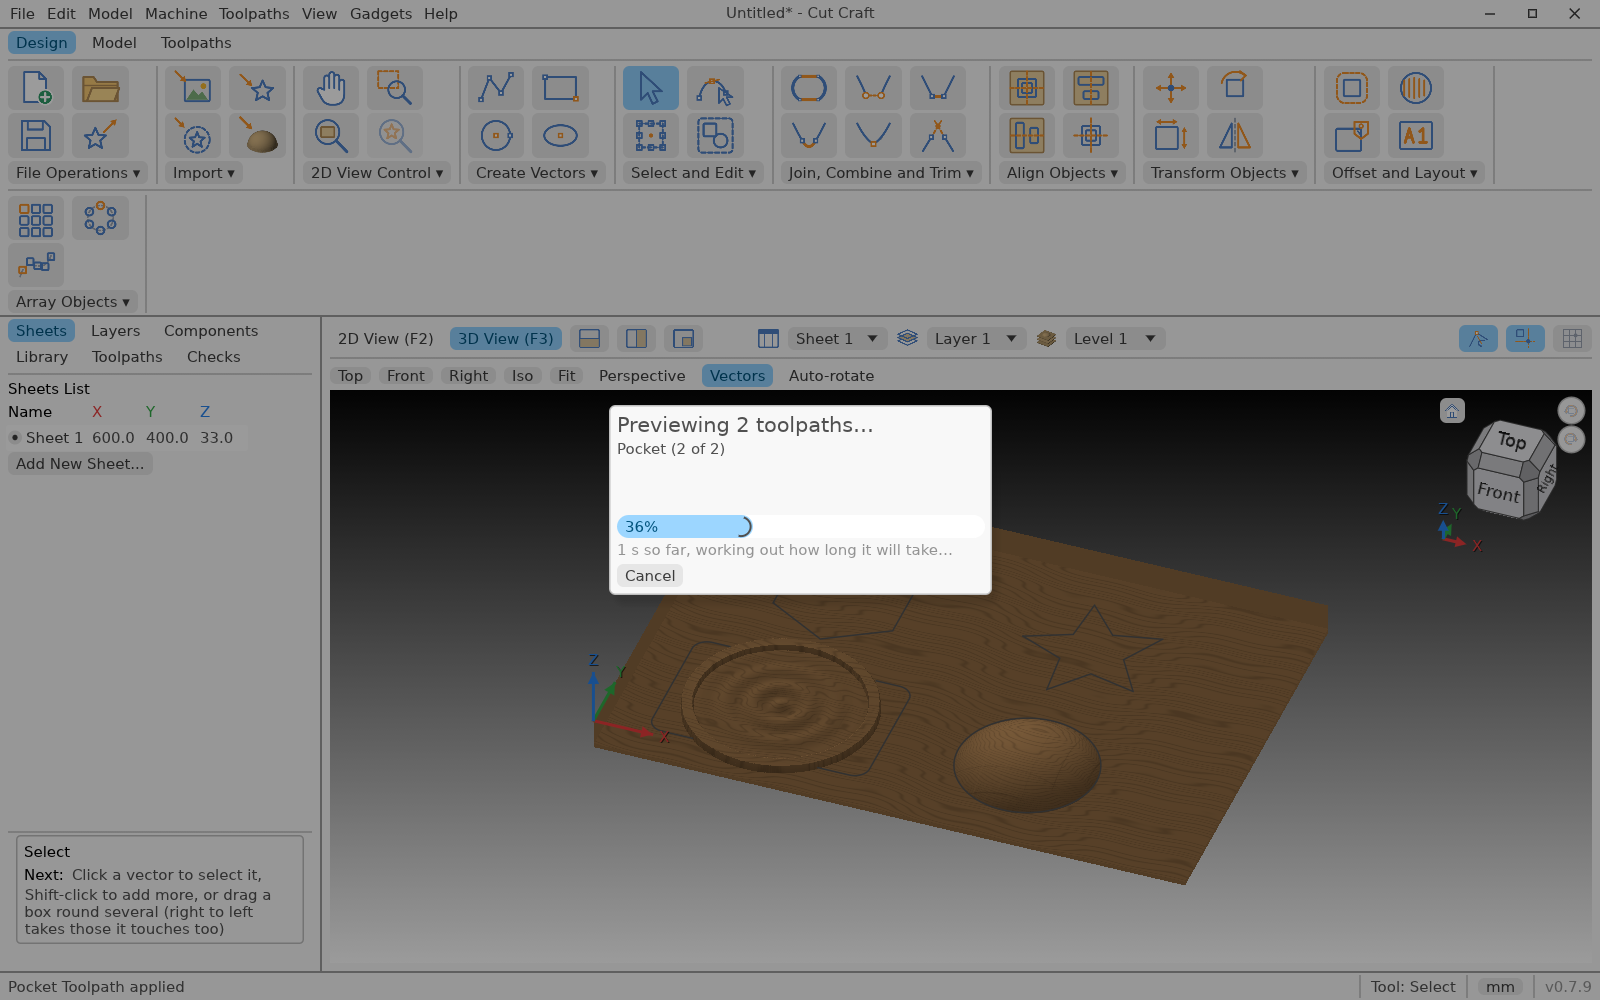 File Edit Model Machine Toolpaths View Gadgets Help
Untitled* - Cut Craft
Design Model Toolpaths
File Operations ▾ Import ▾ 2D View Control ▾ Create Vectors ▾ Select and Edit ▾ Join, Combine and Trim ▾ Align Objects ▾ Transform Objects ▾ Offset and Layout ▾
A1
Array Objects ▾
Sheets Layers Components
Library Toolpaths Checks
Sheets List
Name X Y Z
Sheet 1 600.0 400.0 33.0
Add New Sheet...
2D View (F2) 3D View (F3) Sheet 1 Layer 1 Level 1
Top Front Right Iso Fit Perspective Vectors Auto-rotate
Previewing 2 toolpaths...
Pocket (2 of 2)
36%
1 s so far, working out how long it will take...
Cancel
Top
Front
Right
Z Y
X
Z
Y
X
Select
Next: Click a vector to select it,
Shift-click to add more, or drag a
box round several (right to left
takes those it touches too)
Pocket Toolpath applied
Tool: Select mm v0.7.9